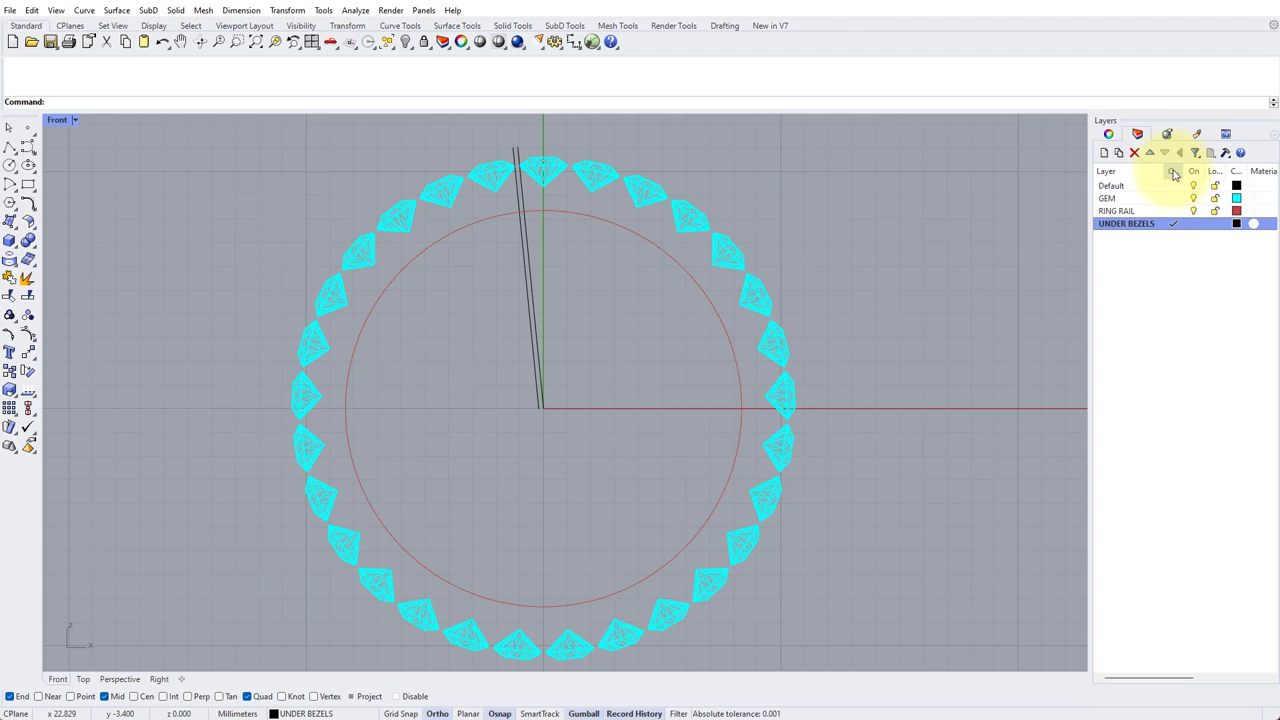 File Edit View Curve Surface SubD Solid Mesh Dimension Transform Tools Analyze Render Panels Help
Standard CPlanes Set View Display Select Viewport Layout Visibility Transform Curve Tools Surface Tools Solid Tools SubD Tools Mesh Tools Render Tools Drafting New in V7
Command:
Front
Layers
Layer On Lo... C... Materia
Default
GEM
RING RAIL
UNDER BEZELS
z
x
Front Top Perspective Right
End Near Point Mid Cen Int Perp Tan Quad Knot Vertex Project Disable
CPlane x 22.829 y -3.400 z 0.000 Millimeters UNDER BEZELS Grid Snap Ortho Planar Osnap SmartTrack Gumball Record History Filter Absolute tolerance: 0.001